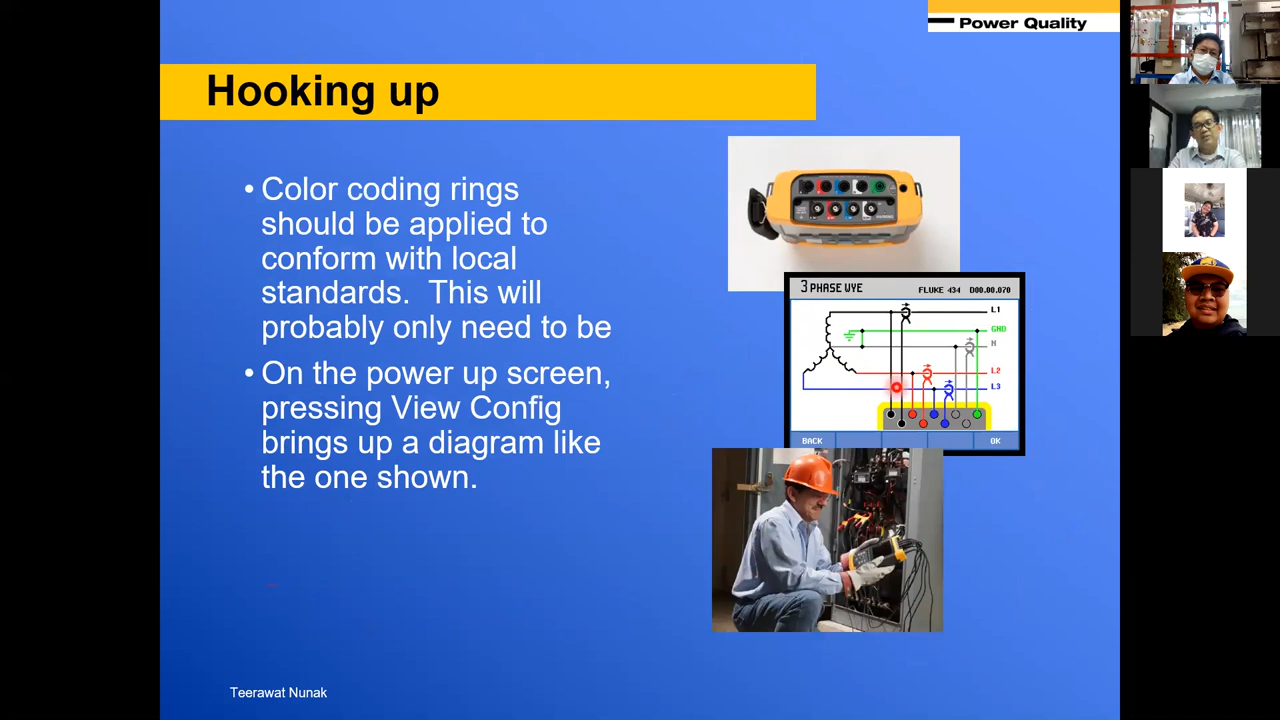 Power Quality
Hooking up
• Color coding rings
should be applied to
conform with local
standards.  This will
probably only need to be
• On the power up screen,
pressing View Config
brings up a diagram like
the one shown.
3 PHASE WYE
FLUKE 434
D00.00.070
L1
GND
N
L2
L3
BACK
OK
Teerawat Nunak